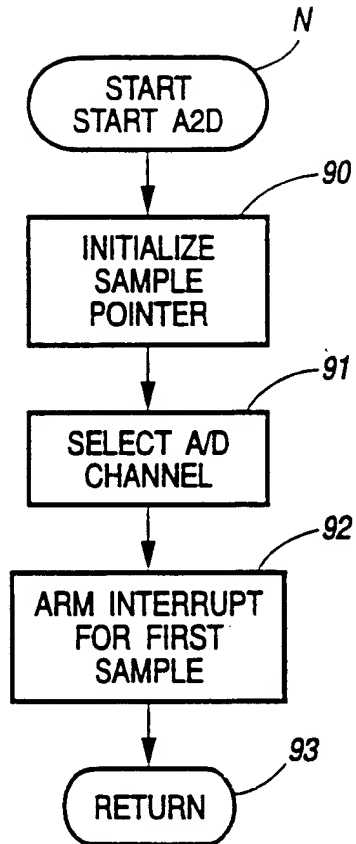 N
START
START A2D
90
INITIALIZE
SAMPLE
POINTER
91
SELECT A/D
CHANNEL
92
ARM INTERRUPT
FOR FIRST
SAMPLE
93
RETURN